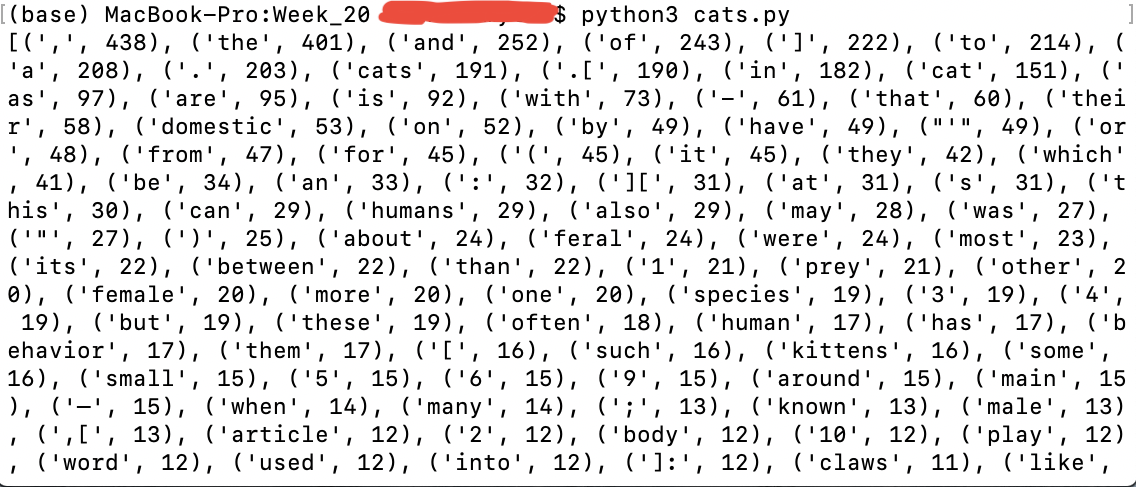 [(base) MacBook-Pro:Week_20 $ python3 cats.py ]
[(',', 438), ('the', 401), ('and', 252), ('of', 243), (']', 222), ('to', 214), (
'a', 208), ('.', 203), ('cats', 191), ('.[', 190), ('in', 182), ('cat', 151), ('
as', 97), ('are', 95), ('is', 92), ('with', 73), ('-', 61), ('that', 60), ('thei
r', 58), ('domestic', 53), ('on', 52), ('by', 49), ('have', 49), ("'", 49), ('or
', 48), ('from', 47), ('for', 45), ('(', 45), ('it', 45), ('they', 42), ('which'
, 41), ('be', 34), ('an', 33), (':', 32), ('][', 31), ('at', 31), ('s', 31), ('t
his', 30), ('can', 29), ('humans', 29), ('also', 29), ('may', 28), ('was', 27),
('"', 27), (')', 25), ('about', 24), ('feral', 24), ('were', 24), ('most', 23),
('its', 22), ('between', 22), ('than', 22), ('1', 21), ('prey', 21), ('other', 2
0), ('female', 20), ('more', 20), ('one', 20), ('species', 19), ('3', 19), ('4',
 19), ('but', 19), ('these', 19), ('often', 18), ('human', 17), ('has', 17), ('b
ehavior', 17), ('them', 17), ('[', 16), ('such', 16), ('kittens', 16), ('some',
16), ('small', 15), ('5', 15), ('6', 15), ('9', 15), ('around', 15), ('main', 15
), ('—', 15), ('when', 14), ('many', 14), (';', 13), ('known', 13), ('male', 13)
, (',[', 13), ('article', 12), ('2', 12), ('body', 12), ('10', 12), ('play', 12)
, ('word', 12), ('used', 12), ('into', 12), (']:', 12), ('claws', 11), ('like',